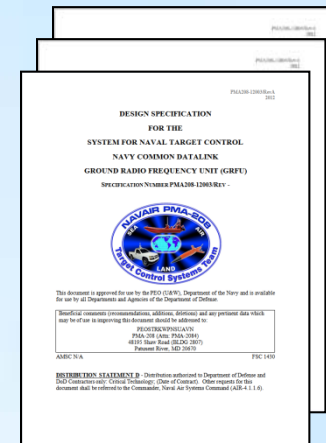 PMA208-12003/RevA
2012
DESIGN SPECIFICATION
FOR THE
SYSTEM FOR NAVAL TARGET CONTROL
NAVY COMMON DATALINK
GROUND RADIO FREQUENCY UNIT (GRFU)
SPECIFICATION NUMBER PMA208-12003/REV -
NAVAIR PMA-208
SEA AIR
LAND
Target Control Systems Team
This document is approved for use by the PEO (U&W), Department of the Navy and is available
for use by all Departments and Agencies of the Department of Defense.
Beneficial comments (recommendations, additions, deletions) and any pertinent data which
may be of use in improving this document should be addressed to:
PEOSTRKWPNSUAVN
PMA-208 (Attn: PMA-2084)
48195 Shaw Road (BLDG 2807)
Patuxent River, MD 20670
AMSC N/A FSC 1430
DISTRIBUTION STATEMENT D - Distribution authorized to Department of Defense and
DoD Contractors only: Critical Technology; (Date of Contract). Other requests for this
document shall be referred to the Commander, Naval Air Systems Command (AIR-4.1.1.6).